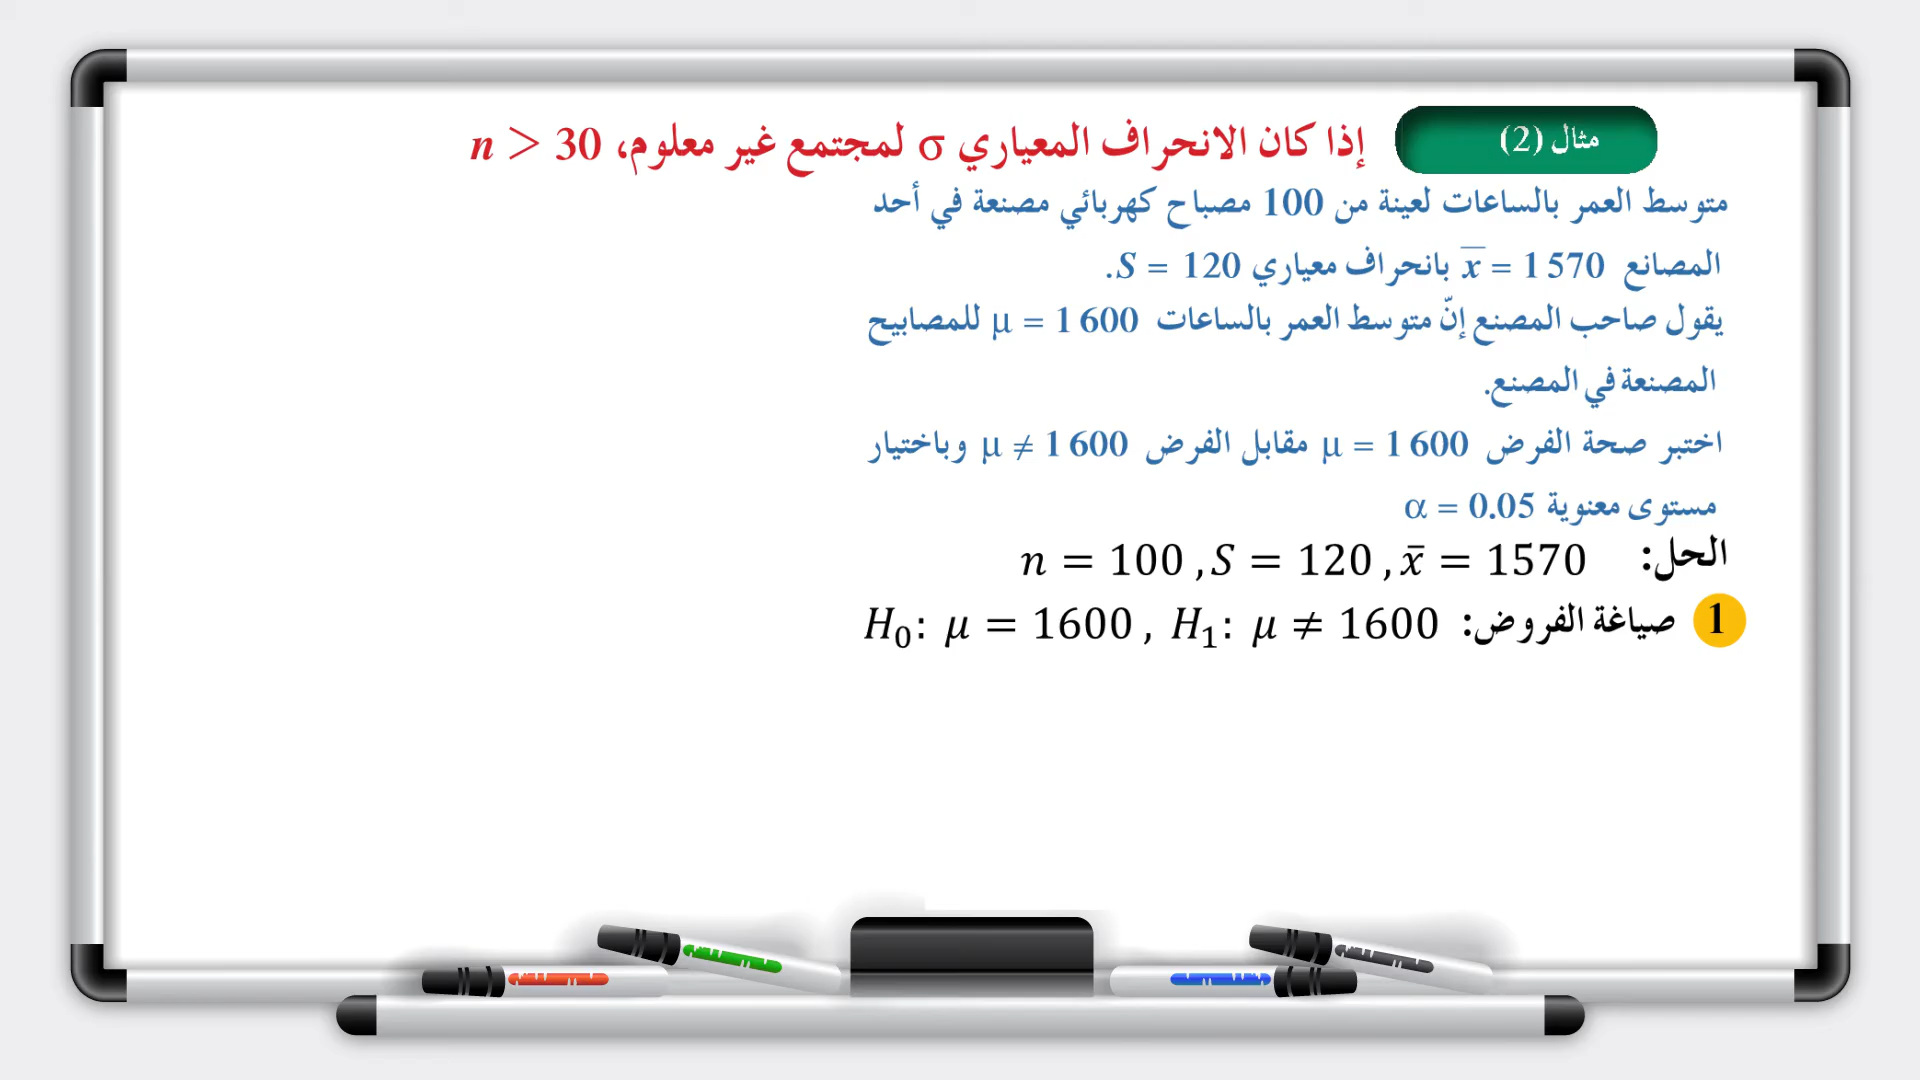 مثال (2) إذا كان الانحراف المعياري σ لمجتمع غير معلوم، n > 30
متوسط العمر بالساعات لعينة من 100 مصباح كهربائي مصنعة في أحد
المصانع x̅ = 1 570 بانحراف معياري S = 120.
يقول صاحب المصنع إنّ متوسط العمر بالساعات μ = 1 600 للمصابيح
المصنعة في المصنع.
اختبر صحة الفرض μ = 1 600 مقابل الفرض μ ≠ 1 600 وباختيار
مستوى معنوية α = 0.05
الحل: n = 100 , S = 120 , x̅ = 1570
1 صياغة الفروض: H₀: μ = 1600 , H₁: μ ≠ 1600